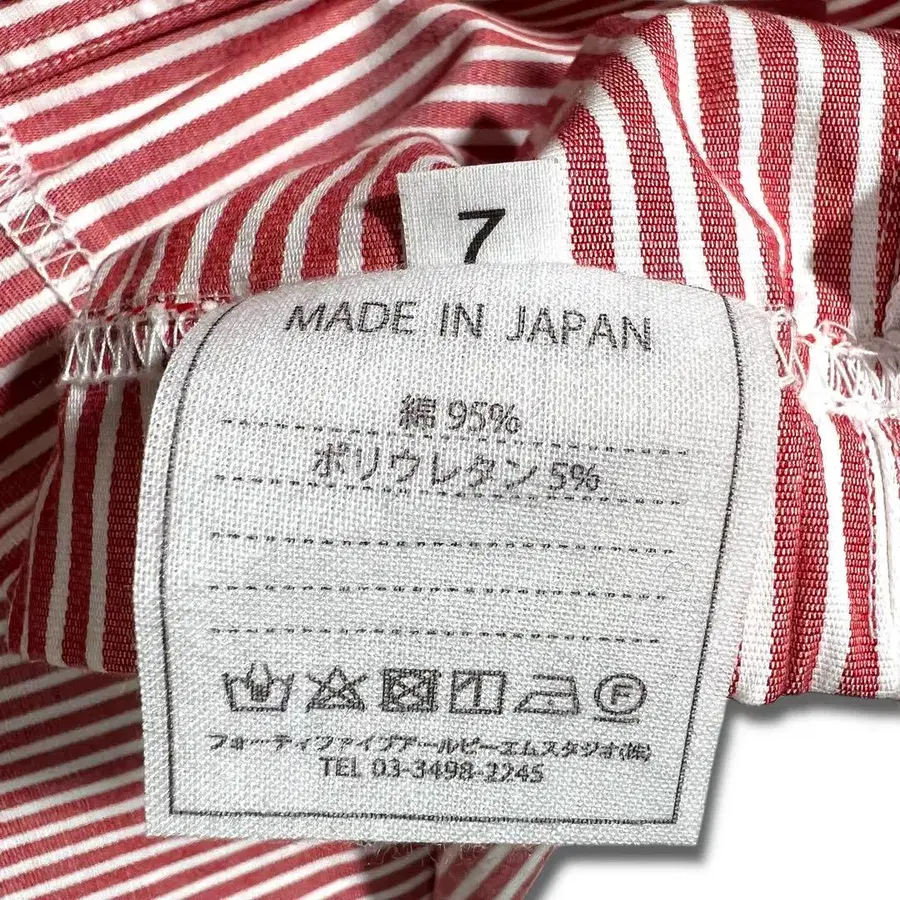 7
MADE IN JAPAN
綿 95%
ポリウレタン 5%
F
フォーティファイブアールピーエムスタジオ(株)
TEL 03-3498-2245